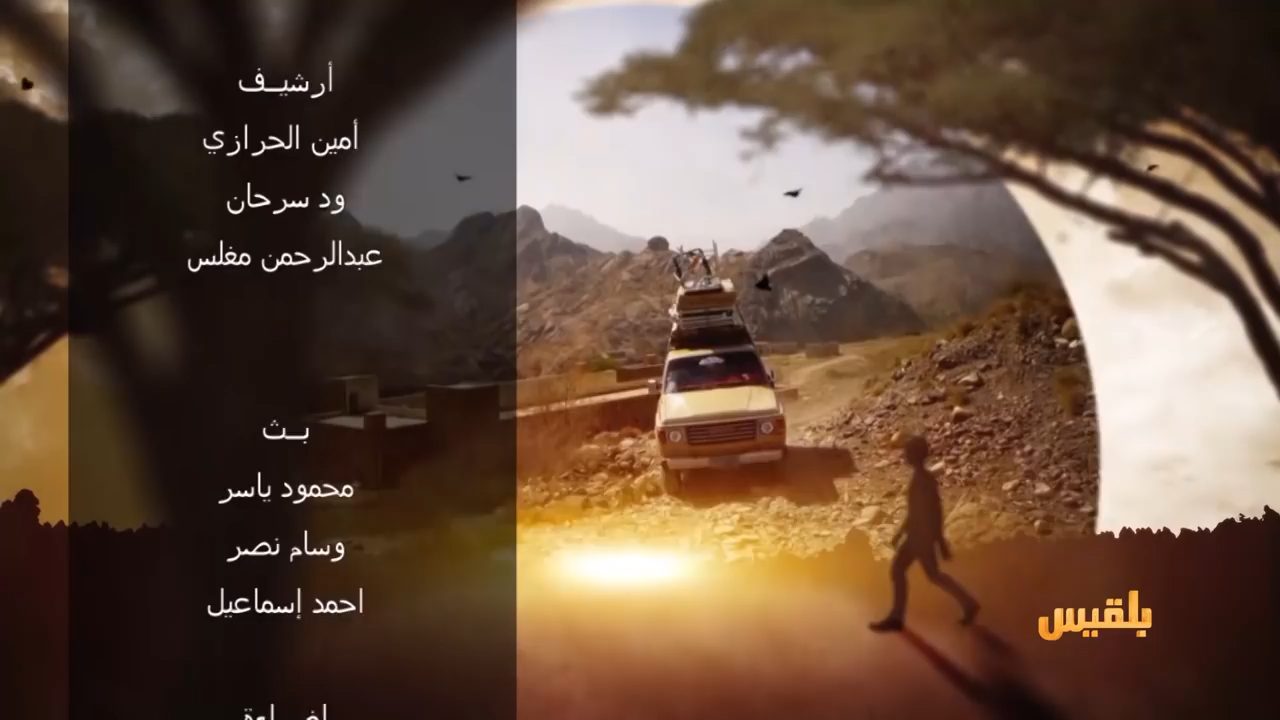 أرشيـف
أمين الحرازي
ود سرحان
عبدالرحمن مغلس
بـث
محمود ياسر
وسام نصر
احمد إسماعيل
بلقيس